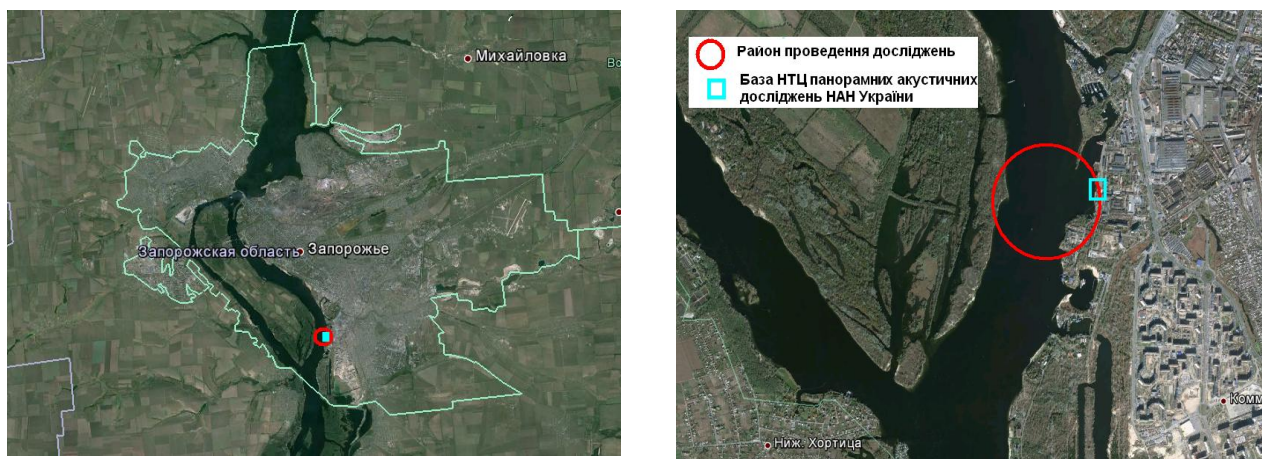 Михайловка
Во
Запорожская область
Запорожье
Район проведення досліджень
База НТЦ панорамних акустичних
досліджень НАН України
Комм
Ниж. Хортица